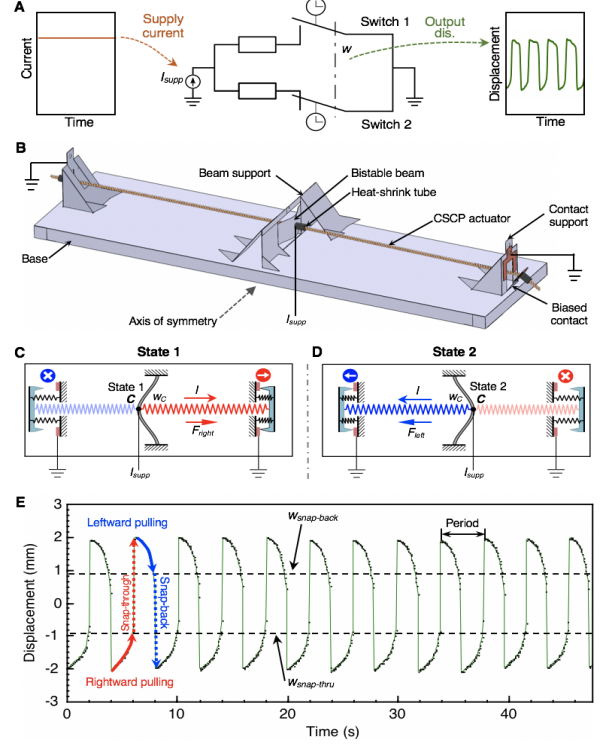 A
Current
Time
Supply
current
I_supp
Switch 1
w
Switch 2
Output
dis.
Displacement
Time
B
Beam support
Bistable beam
Heat-shrink tube
CSCP actuator
Contact
support
Base
Axis of symmetry
I_supp
Biased
contact
C
State 1
State 1
C
w_C
I
F_right
I_supp
D
State 2
I
F_left
State 2
w_C
C
I_supp
E
Displacement (mm)
3
2
1
0
-1
-2
-3
Leftward pulling
Snap-through
Snap-back
Rightward pulling
w_snap-back
w_snap-thru
Period
0
10
20
30
40
Time (s)